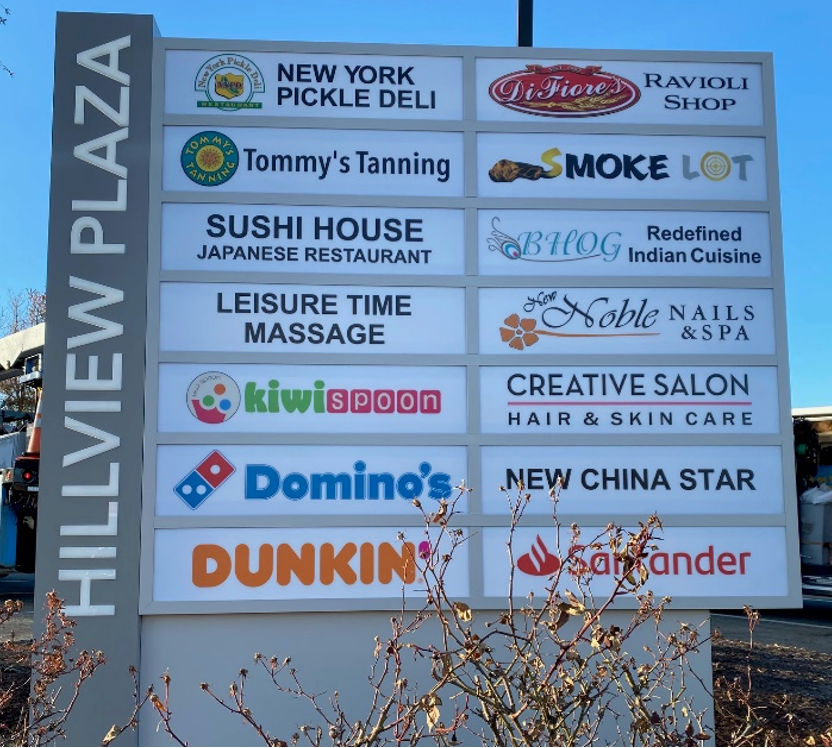 HILLVIEW PLAZA
New York Pickle Deli
RESTAURANT
NEW YORK
PICKLE DELI
DiFiore's
RAVIOLI
SHOP
TOMMY'S
TANNING
Tommy's Tanning
SMOKE LOT
SUSHI HOUSE
JAPANESE RESTAURANT
BHOG
Redefined
Indian Cuisine
LEISURE TIME
MASSAGE
New
Noble
NAILS
&SPA
kiwispoon
CREATIVE SALON
HAIR & SKIN CARE
Domino's
NEW CHINA STAR
DUNKIN'
Santander